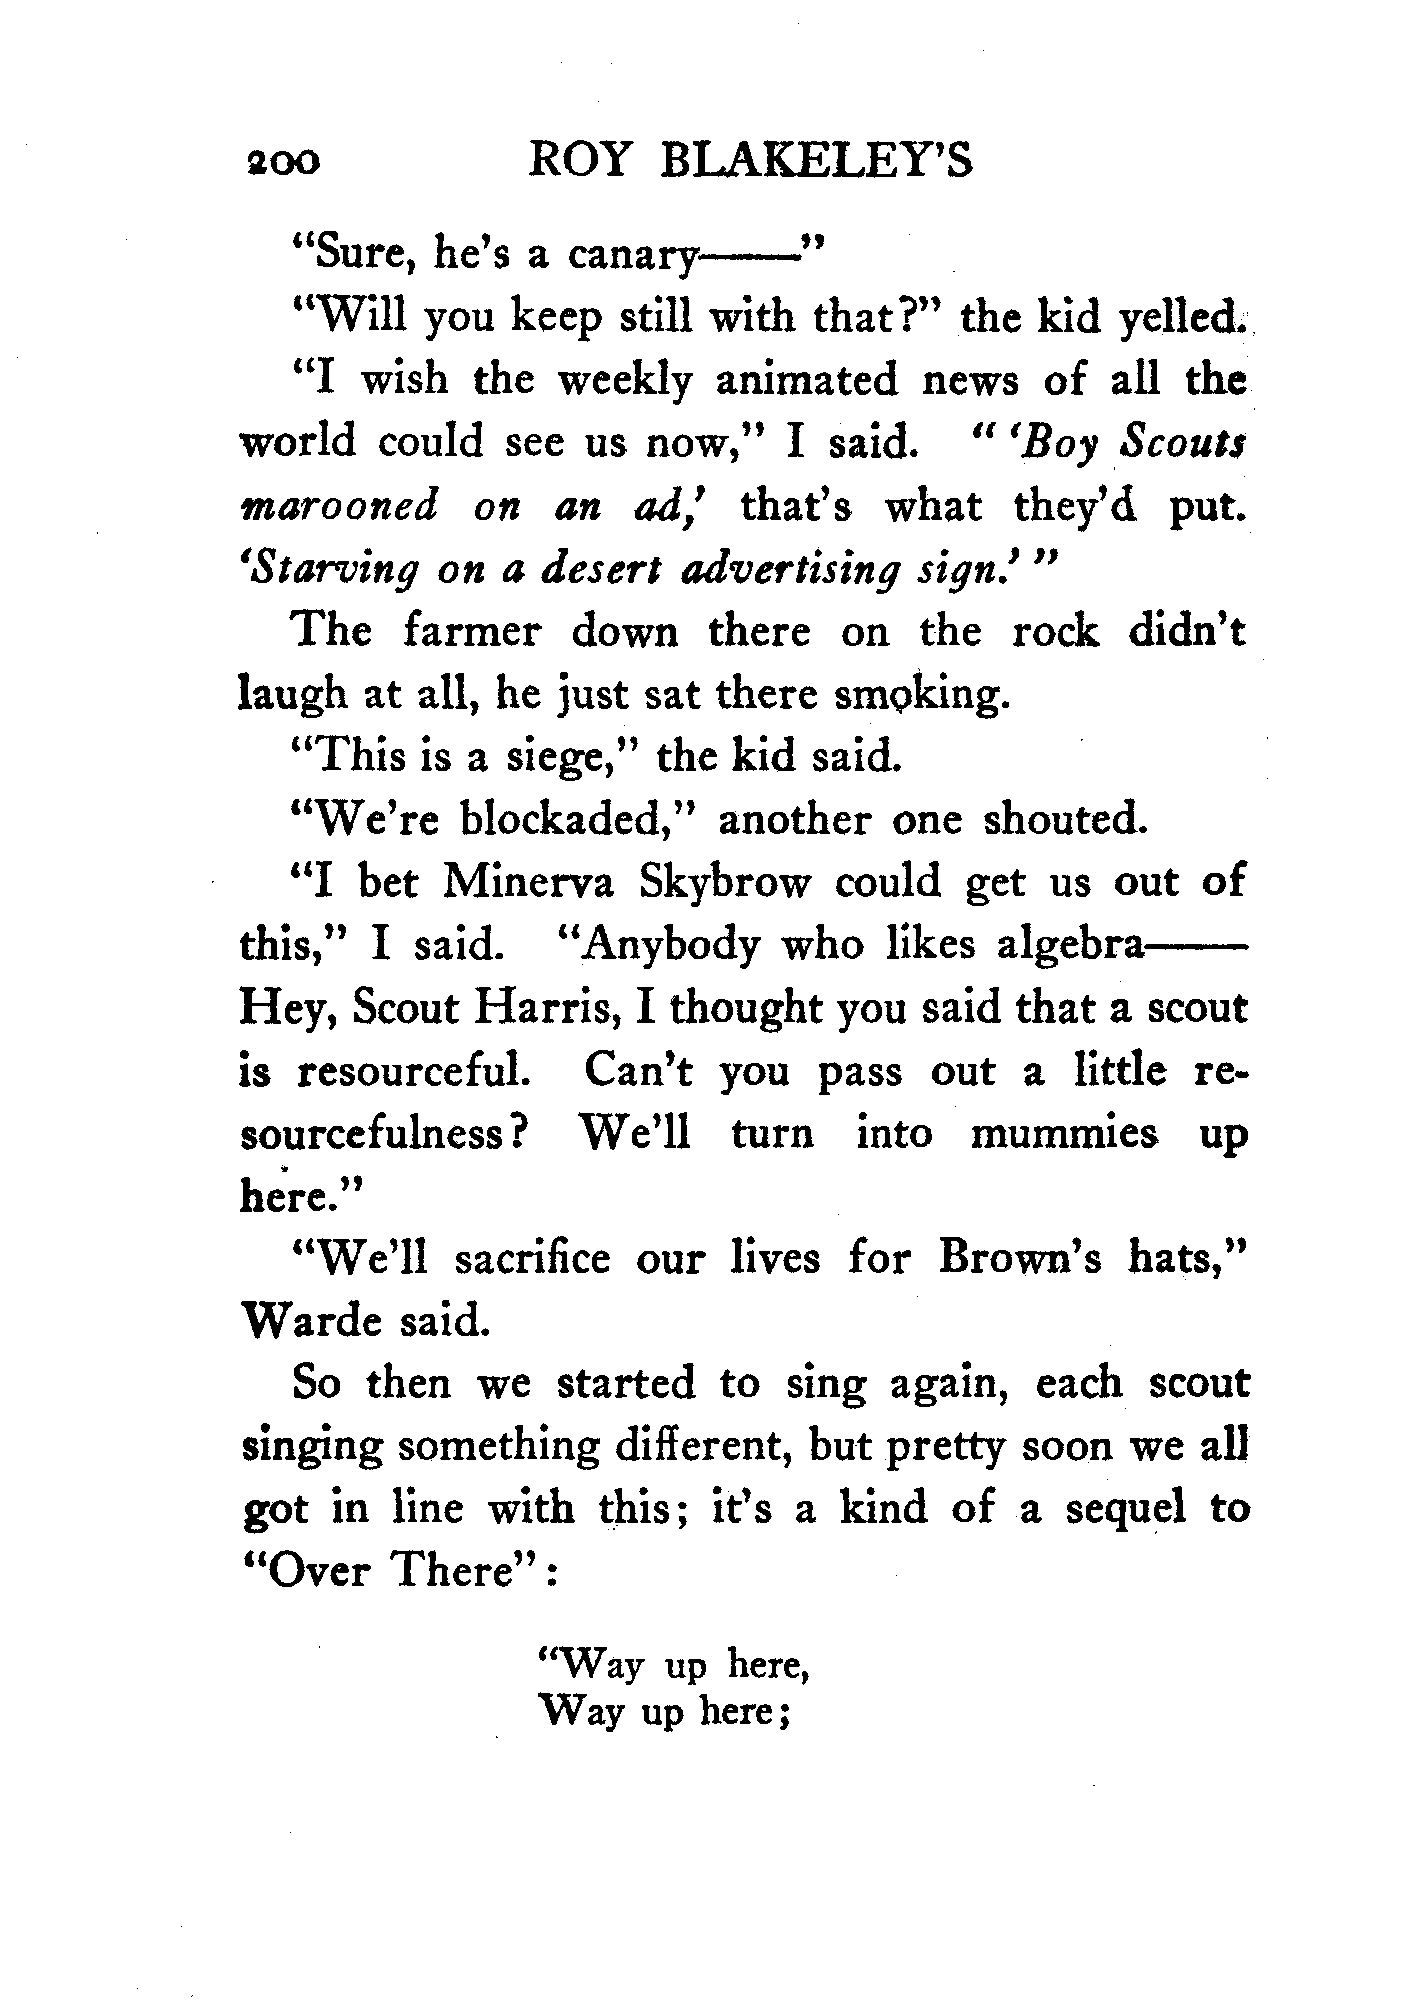 200 ROY BLAKELEY'S
"Sure, he's a canary——"
"Will you keep still with that?" the kid yelled.
"I wish the weekly animated news of all the
world could see us now," I said. "'Boy Scouts
marooned on an ad,' that's what they'd put.
'Starving on a desert advertising sign.'"
The farmer down there on the rock didn't
laugh at all, he just sat there smoking.
"This is a siege," the kid said.
"We're blockaded," another one shouted.
"I bet Minerva Skybrow could get us out of
this," I said. "Anybody who likes algebra——
Hey, Scout Harris, I thought you said that a scout
is resourceful. Can't you pass out a little re-
sourcefulness? We'll turn into mummies up
here."
"We'll sacrifice our lives for Brown's hats,"
Warde said.
So then we started to sing again, each scout
singing something different, but pretty soon we all
got in line with this; it's a kind of a sequel to
"Over There":
"Way up here,
Way up here;